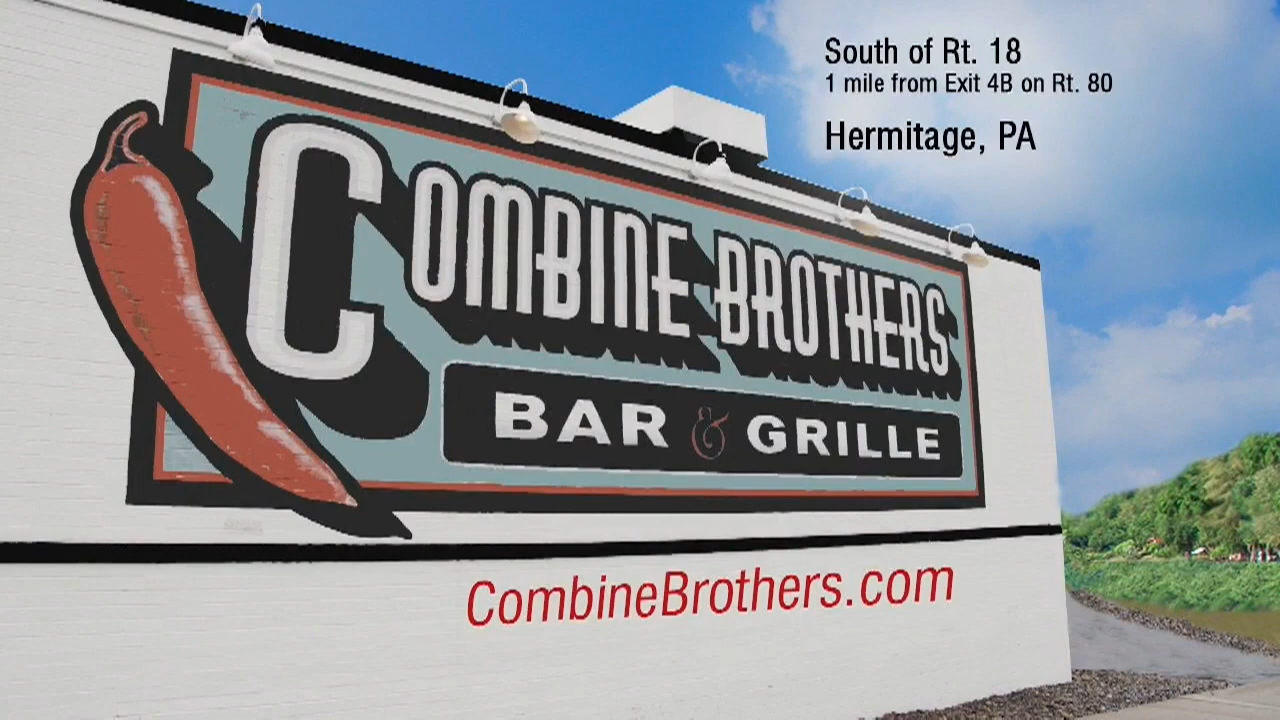 South of Rt. 18
1 mile from Exit 4B on Rt. 80
Hermitage, PA
COMBINE BROTHERS
BAR & GRILLE
CombineBrothers.com